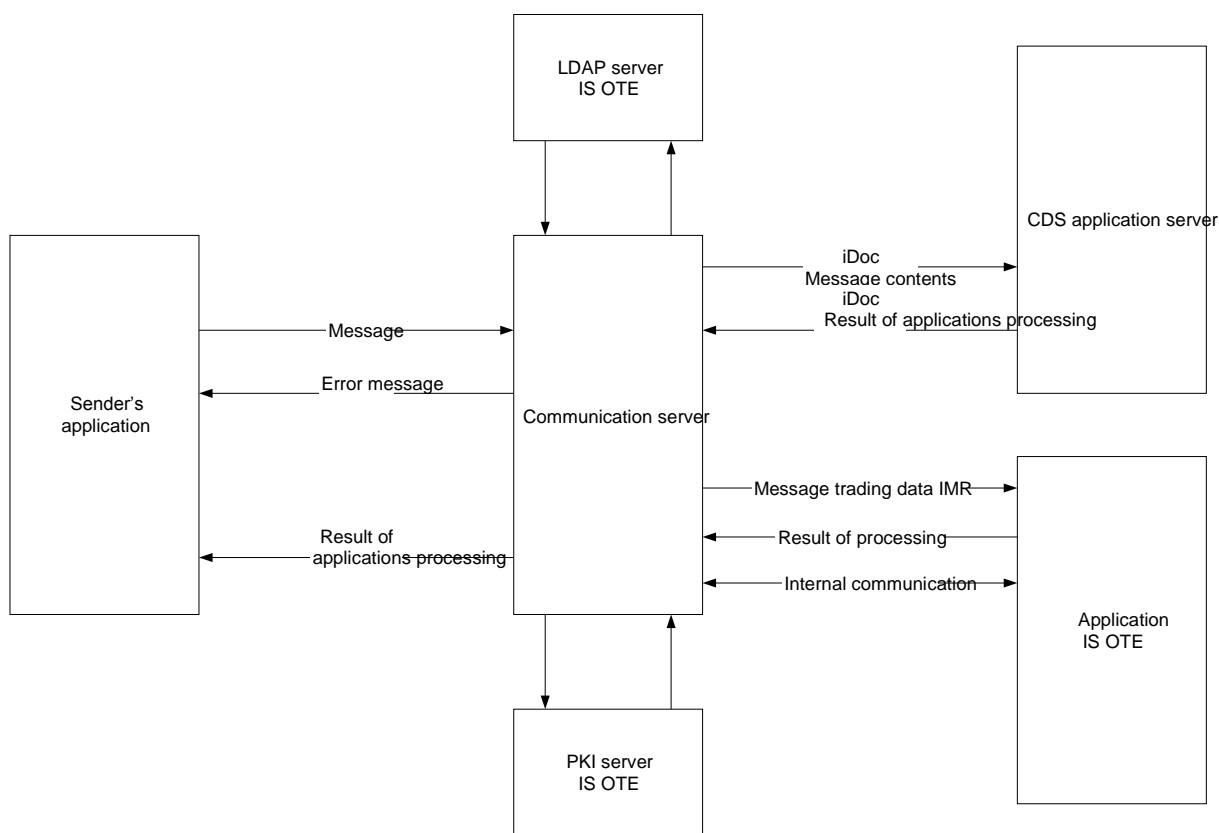 LDAP server
IS OTE
CDS application server
iDoc
Message contents
iDoc
Result of applications processing
Message
Error message
Sender's
application
Communication server
Message trading data IMR
Result of
applications processing
Result of processing
Internal communication
Application
IS OTE
PKI server
IS OTE